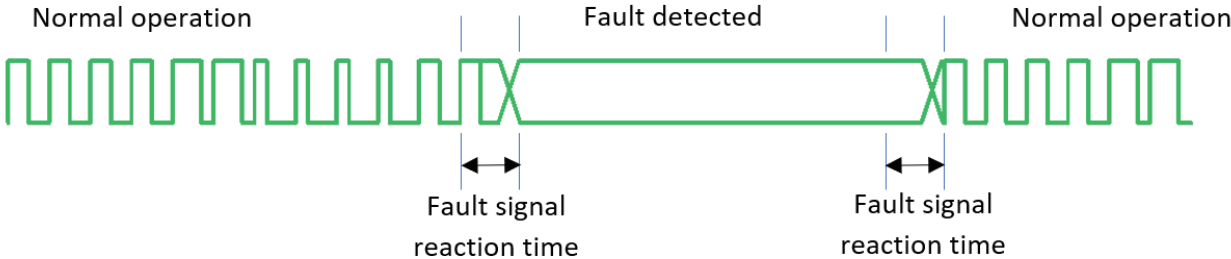 Normal operation
Fault detected
Normal operation
Fault signal
reaction time
Fault signal
reaction time